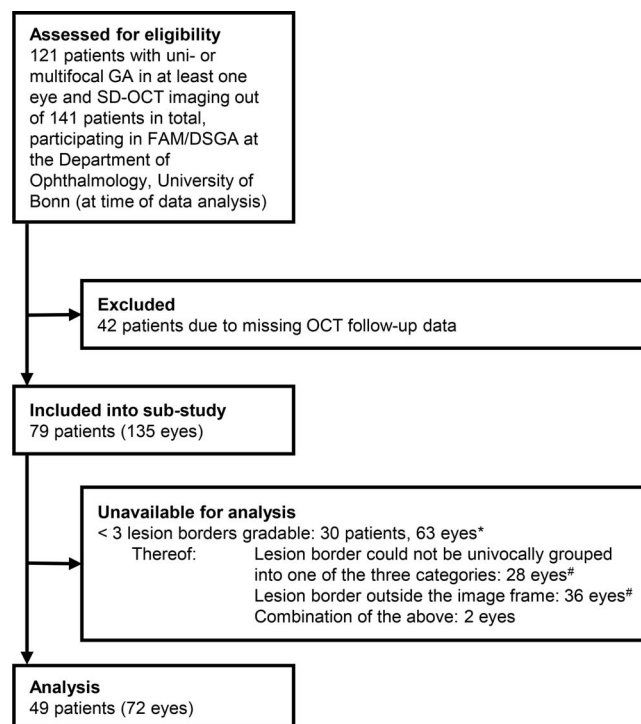 Assessed for eligibility
121 patients with uni- or
multifocal GA in at least one
eye and SD-OCT imaging out
of 141 patients in total,
participating in FAM/DSGA at
the Department of
Ophthalmology, University of
Bonn (at time of data analysis)
Excluded
42 patients due to missing OCT follow-up data
Included into sub-study
79 patients (135 eyes)
Unavailable for analysis
< 3 lesion borders gradable: 30 patients, 63 eyes*
Thereof: Lesion border could not be univocally grouped
into one of the three categories: 28 eyes#
Lesion border outside the image frame: 36 eyes#
Combination of the above: 2 eyes
Analysis
49 patients (72 eyes)